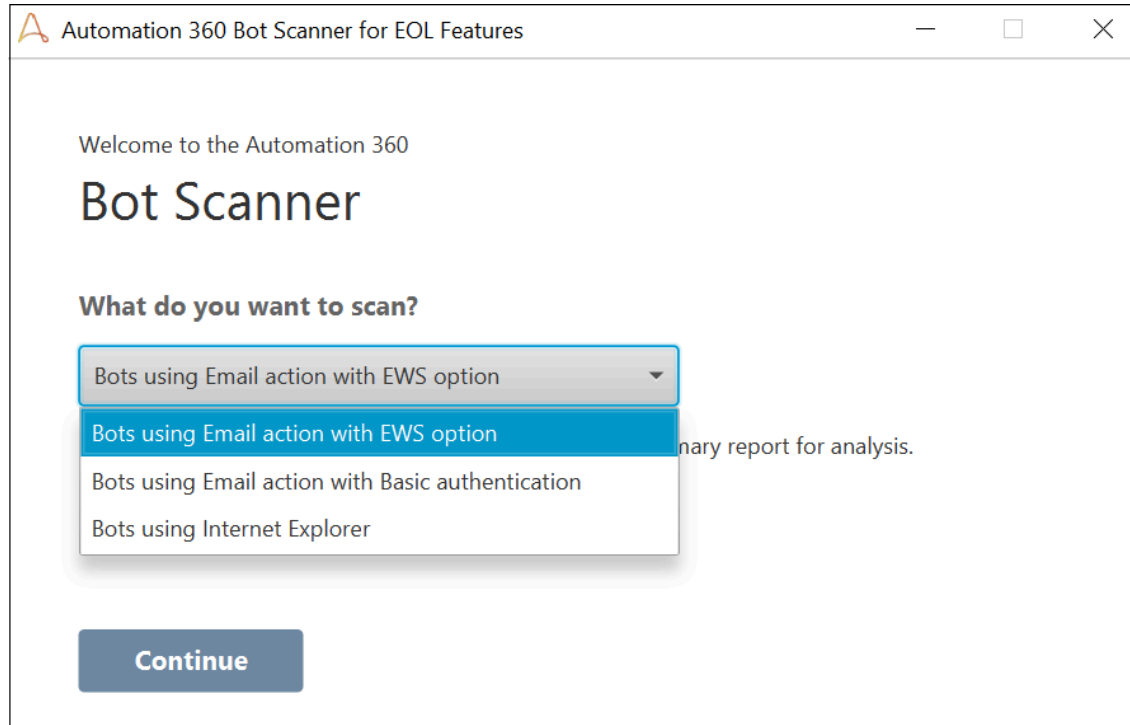 Automation 360 Bot Scanner for EOL Features
Welcome to the Automation 360
Bot Scanner
What do you want to scan?
Bots using Email action with EWS option
Bots using Email action with EWS option
mary report for analysis.
Bots using Email action with Basic authentication
Bots using Internet Explorer
Continue